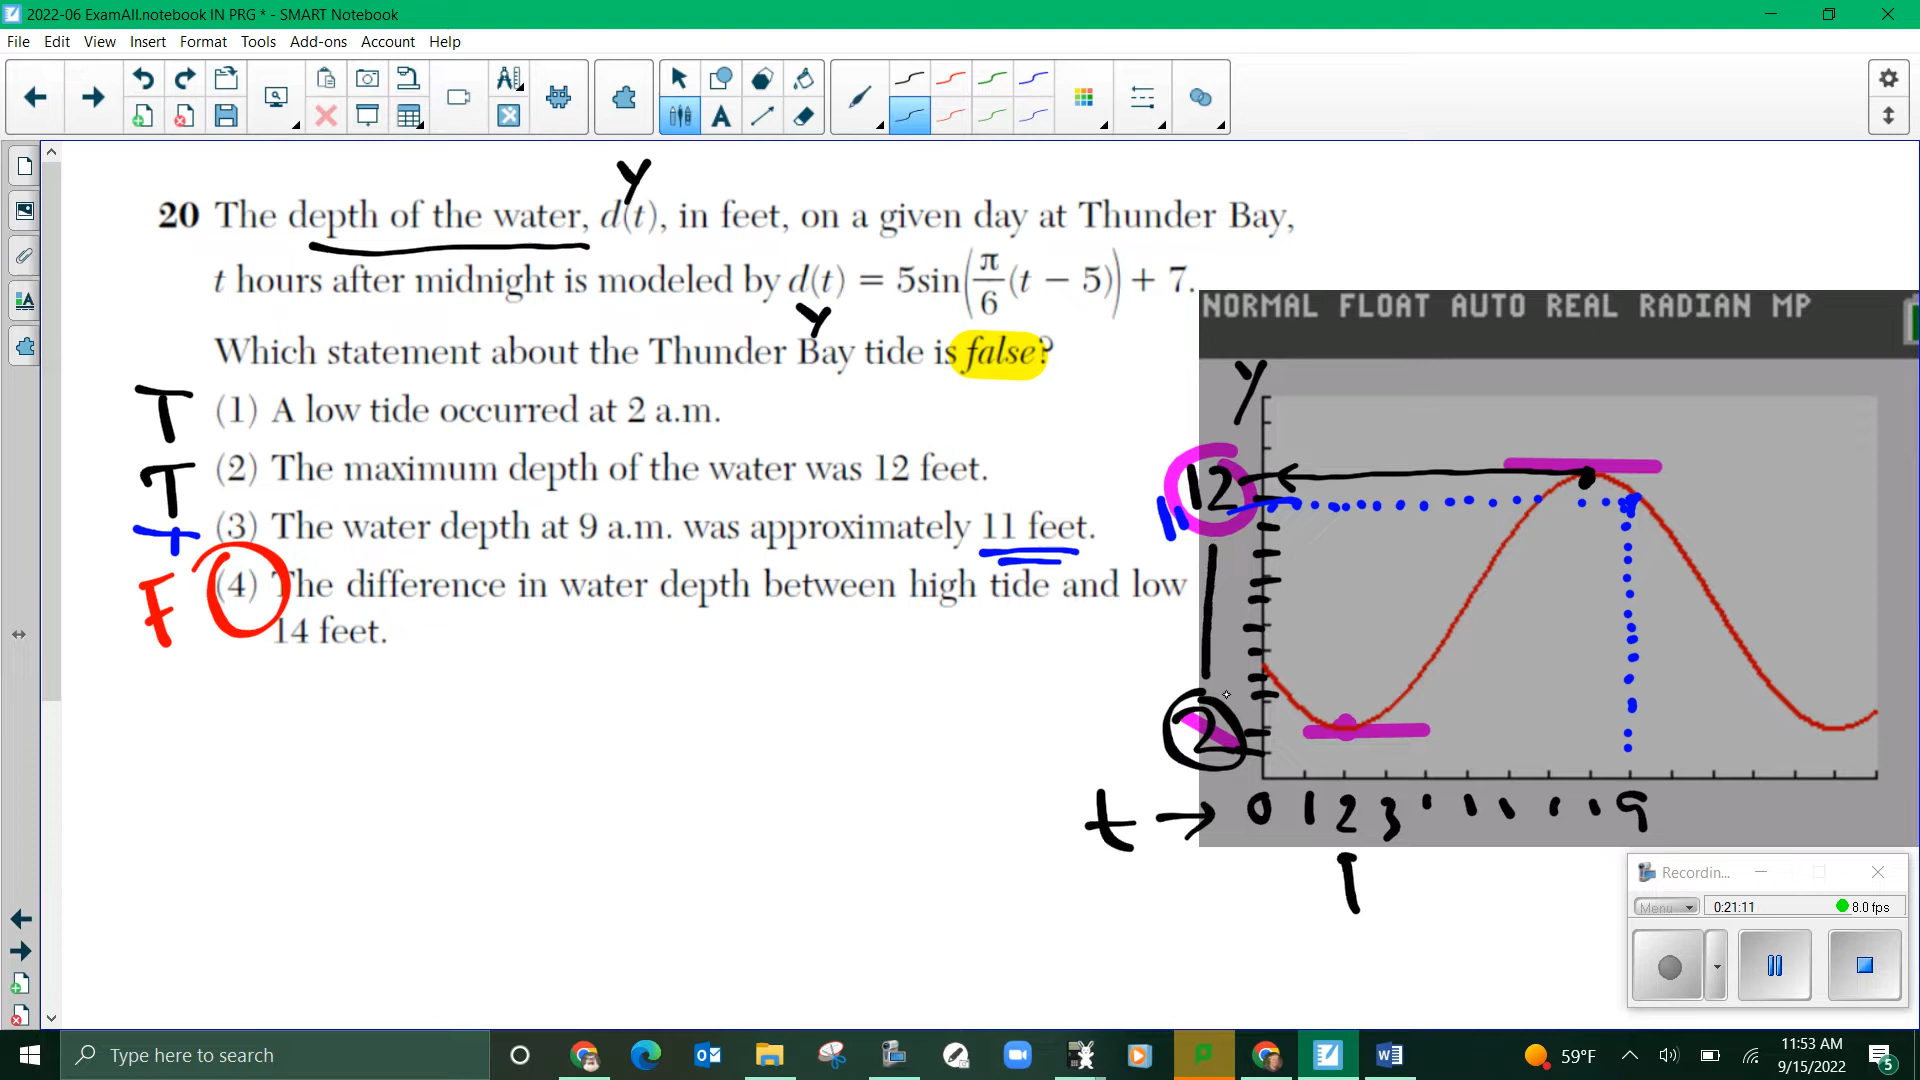 2022-06 ExamAll.notebook IN PRG * - SMART Notebook
File Edit View Insert Format Tools Add-ons Account Help
y
20 The depth of the water, d(t), in feet, on a given day at Thunder Bay,
t hours after midnight is modeled by d(t) = 5sin(π/6(t − 5)) + 7.
y
Which statement about the Thunder Bay tide is false?
T (1) A low tide occurred at 2 a.m.
T (2) The maximum depth of the water was 12 feet.
T (3) The water depth at 9 a.m. was approximately 11 feet.
F (4) The difference in water depth between high tide and low
14 feet.
NORMAL FLOAT AUTO REAL RADIAN MP
y
12
11
2
t → 0 1 2 3 ' ' ' ' ' 9
Recordin...
Menu 0:21:11 8.0 fps
Type here to search
59°F
11:53 AM
9/15/2022
5